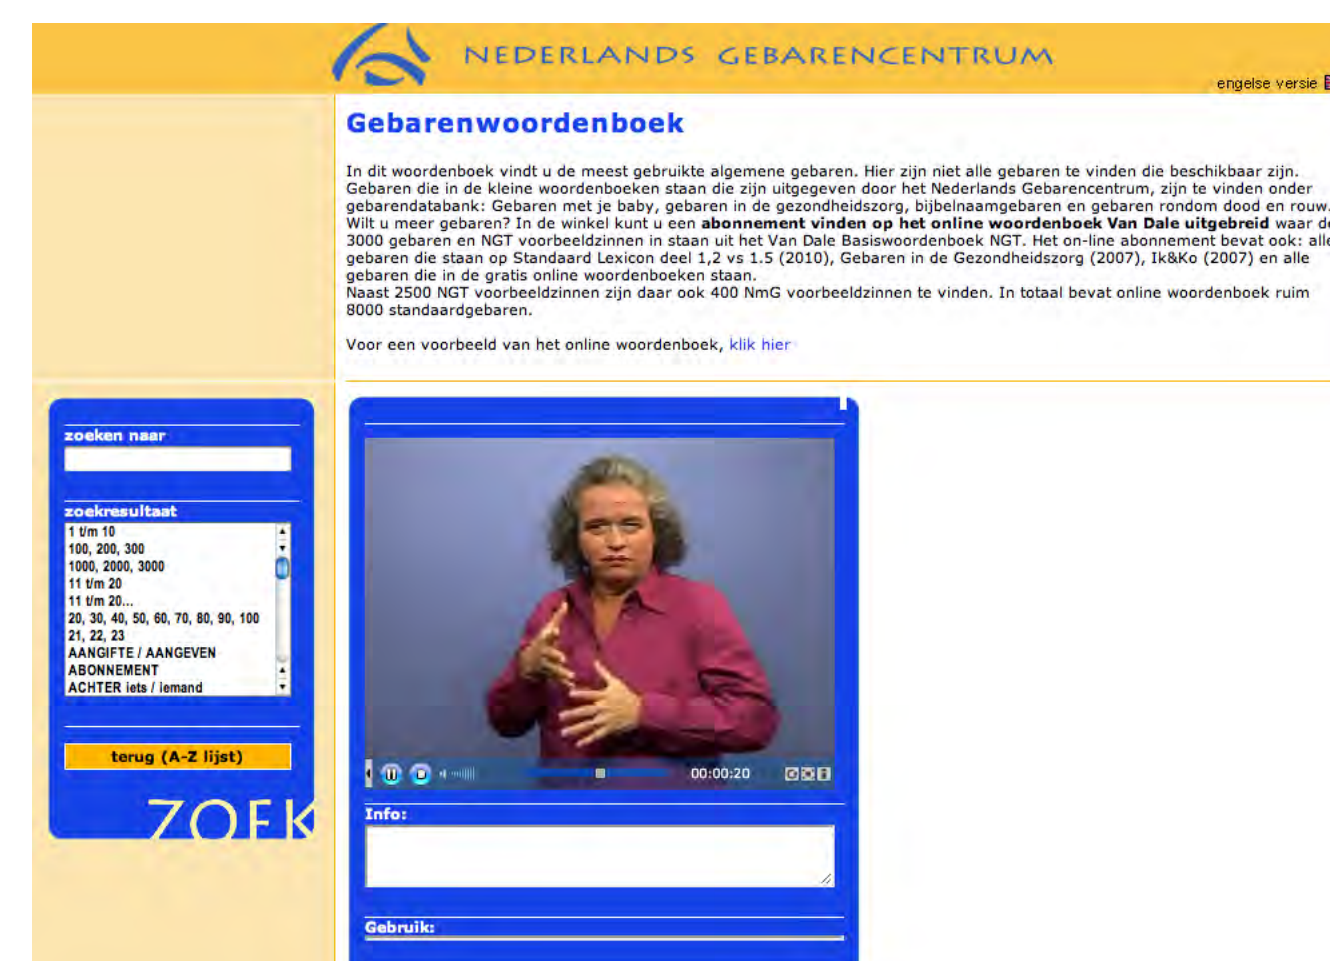 NEDERLANDS GEBARENCENTRUM
engelse versie
Gebarenwoordenboek
In dit woordenboek vindt u de meest gebruikte algemene gebaren. Hier zijn niet alle gebaren te vinden die beschikbaar zijn.
Gebaren die in de kleine woordenboeken staan die zijn uitgegeven door het Nederlands Gebarencentrum, zijn te vinden onder
gebarendatabank: Gebaren met je baby, gebaren in de gezondheidszorg, bijbelnaamgebaren en gebaren rondom dood en rouw.
Wilt u meer gebaren? In de winkel kunt u een abonnement vinden op het online woordenboek Van Dale uitgebreid waar de
3000 gebaren en NGT voorbeeldzinnen in staan uit het Van Dale Basiswoordenboek NGT. Het on-line abonnement bevat ook: alle
gebaren die staan op Standaard Lexicon deel 1,2 vs 1.5 (2010), Gebaren in de Gezondheidszorg (2007), Ik&Ko (2007) en alle
gebaren die in de gratis online woordenboeken staan.
Naast 2500 NGT voorbeeldzinnen zijn daar ook 400 NmG voorbeeldzinnen te vinden. In totaal bevat online woordenboek ruim
8000 standaardgebaren.
Voor een voorbeeld van het online woordenboek, klik hier
zoeken naar
zoekresultaat
1 t/m 10
100, 200, 300
1000, 2000, 3000
11 t/m 20
11 t/m 20...
20, 30, 40, 50, 60, 70, 80, 90, 100
21, 22, 23
AANGIFTE / AANGEVEN
ABONNEMENT
ACHTER iets / iemand
terug (A-Z lijst)
ZOEK
00:00:20
Info:
Gebruik: